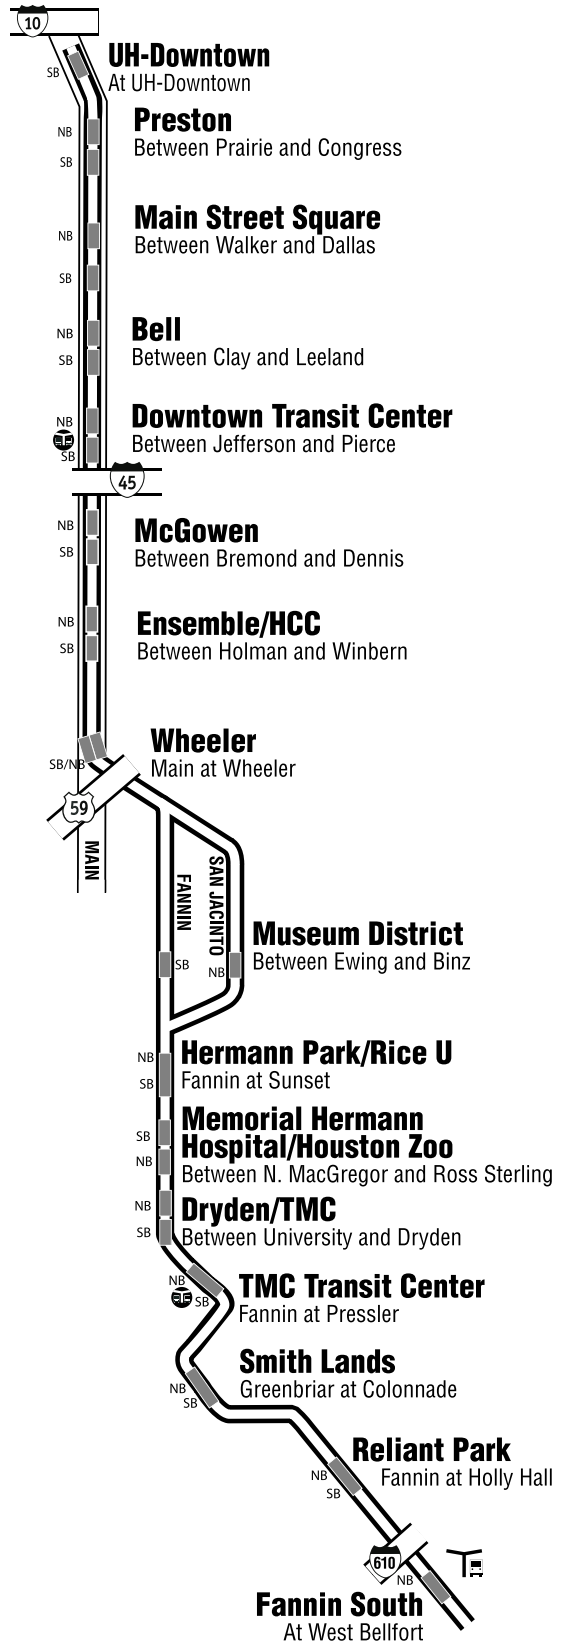 10
UH-Downtown
SB
At UH-Downtown
Preston
NB
Between Prairie and Congress
SB
Main Street Square
NB
Between Walker and Dallas
SB
Bell
NB
Between Clay and Leeland
SB
Downtown Transit Center
NB
Between Jefferson and Pierce
SB
45
McGowen
NB
Between Bremond and Dennis
SB
Ensemble/HCC
NB
Between Holman and Winbern
SB
Wheeler
SB/NB
Main at Wheeler
59
MAIN
FANNIN
SAN JACINTO
Museum District
Between Ewing and Binz
SB
NB
Hermann Park/Rice U
NB
Fannin at Sunset
SB
Memorial Hermann
SB
Hospital/Houston Zoo
NB
Between N. MacGregor and Ross Sterling
Dryden/TMC
NB
Between University and Dryden
SB
TMC Transit Center
NB
SB
Fannin at Pressler
Smith Lands
NB
Greenbriar at Colonnade
SB
Reliant Park
NB
Fannin at Holly Hall
SB
610
NB
Fannin South
At West Bellfort